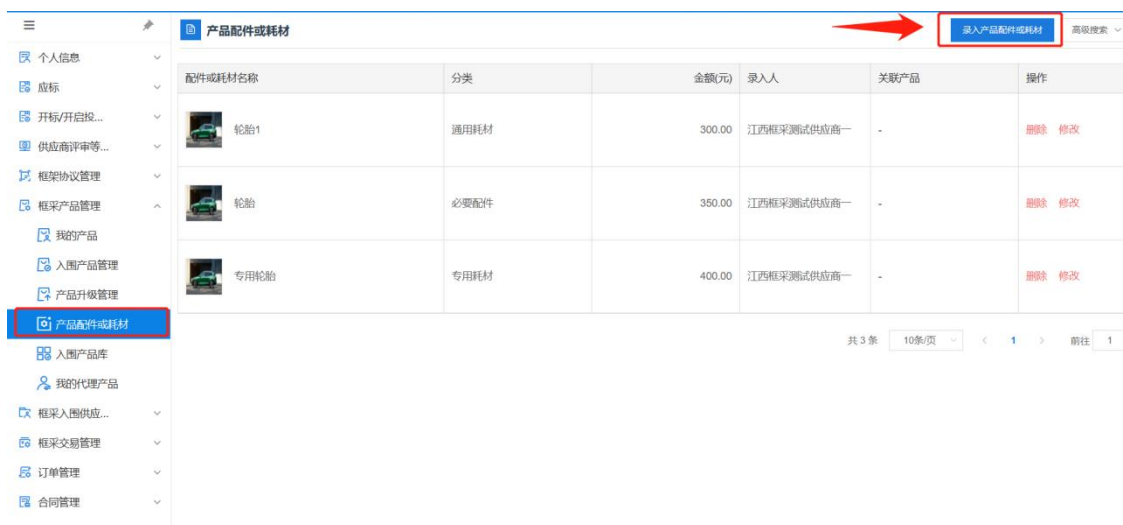 产品配件或耗材
录入产品配件或耗材
高级搜索
个人信息
应标
开标/开启投...
供应商评审等...
框架协议管理
框采产品管理
我的产品
入围产品管理
产品升级管理
产品配件或耗材
入围产品库
我的代理产品
框采入围供应...
框采交易管理
订单管理
合同管理
配件或耗材名称 分类 金额(元) 录入人 关联产品 操作
轮胎1 通用耗材 300.00 江西框采测试供应商一 - 删除 修改
轮胎 必要配件 350.00 江西框采测试供应商一 - 删除 修改
专用轮胎 专用耗材 400.00 江西框采测试供应商一 - 删除 修改
共 3 条 10条/页 < 1 > 前往 1